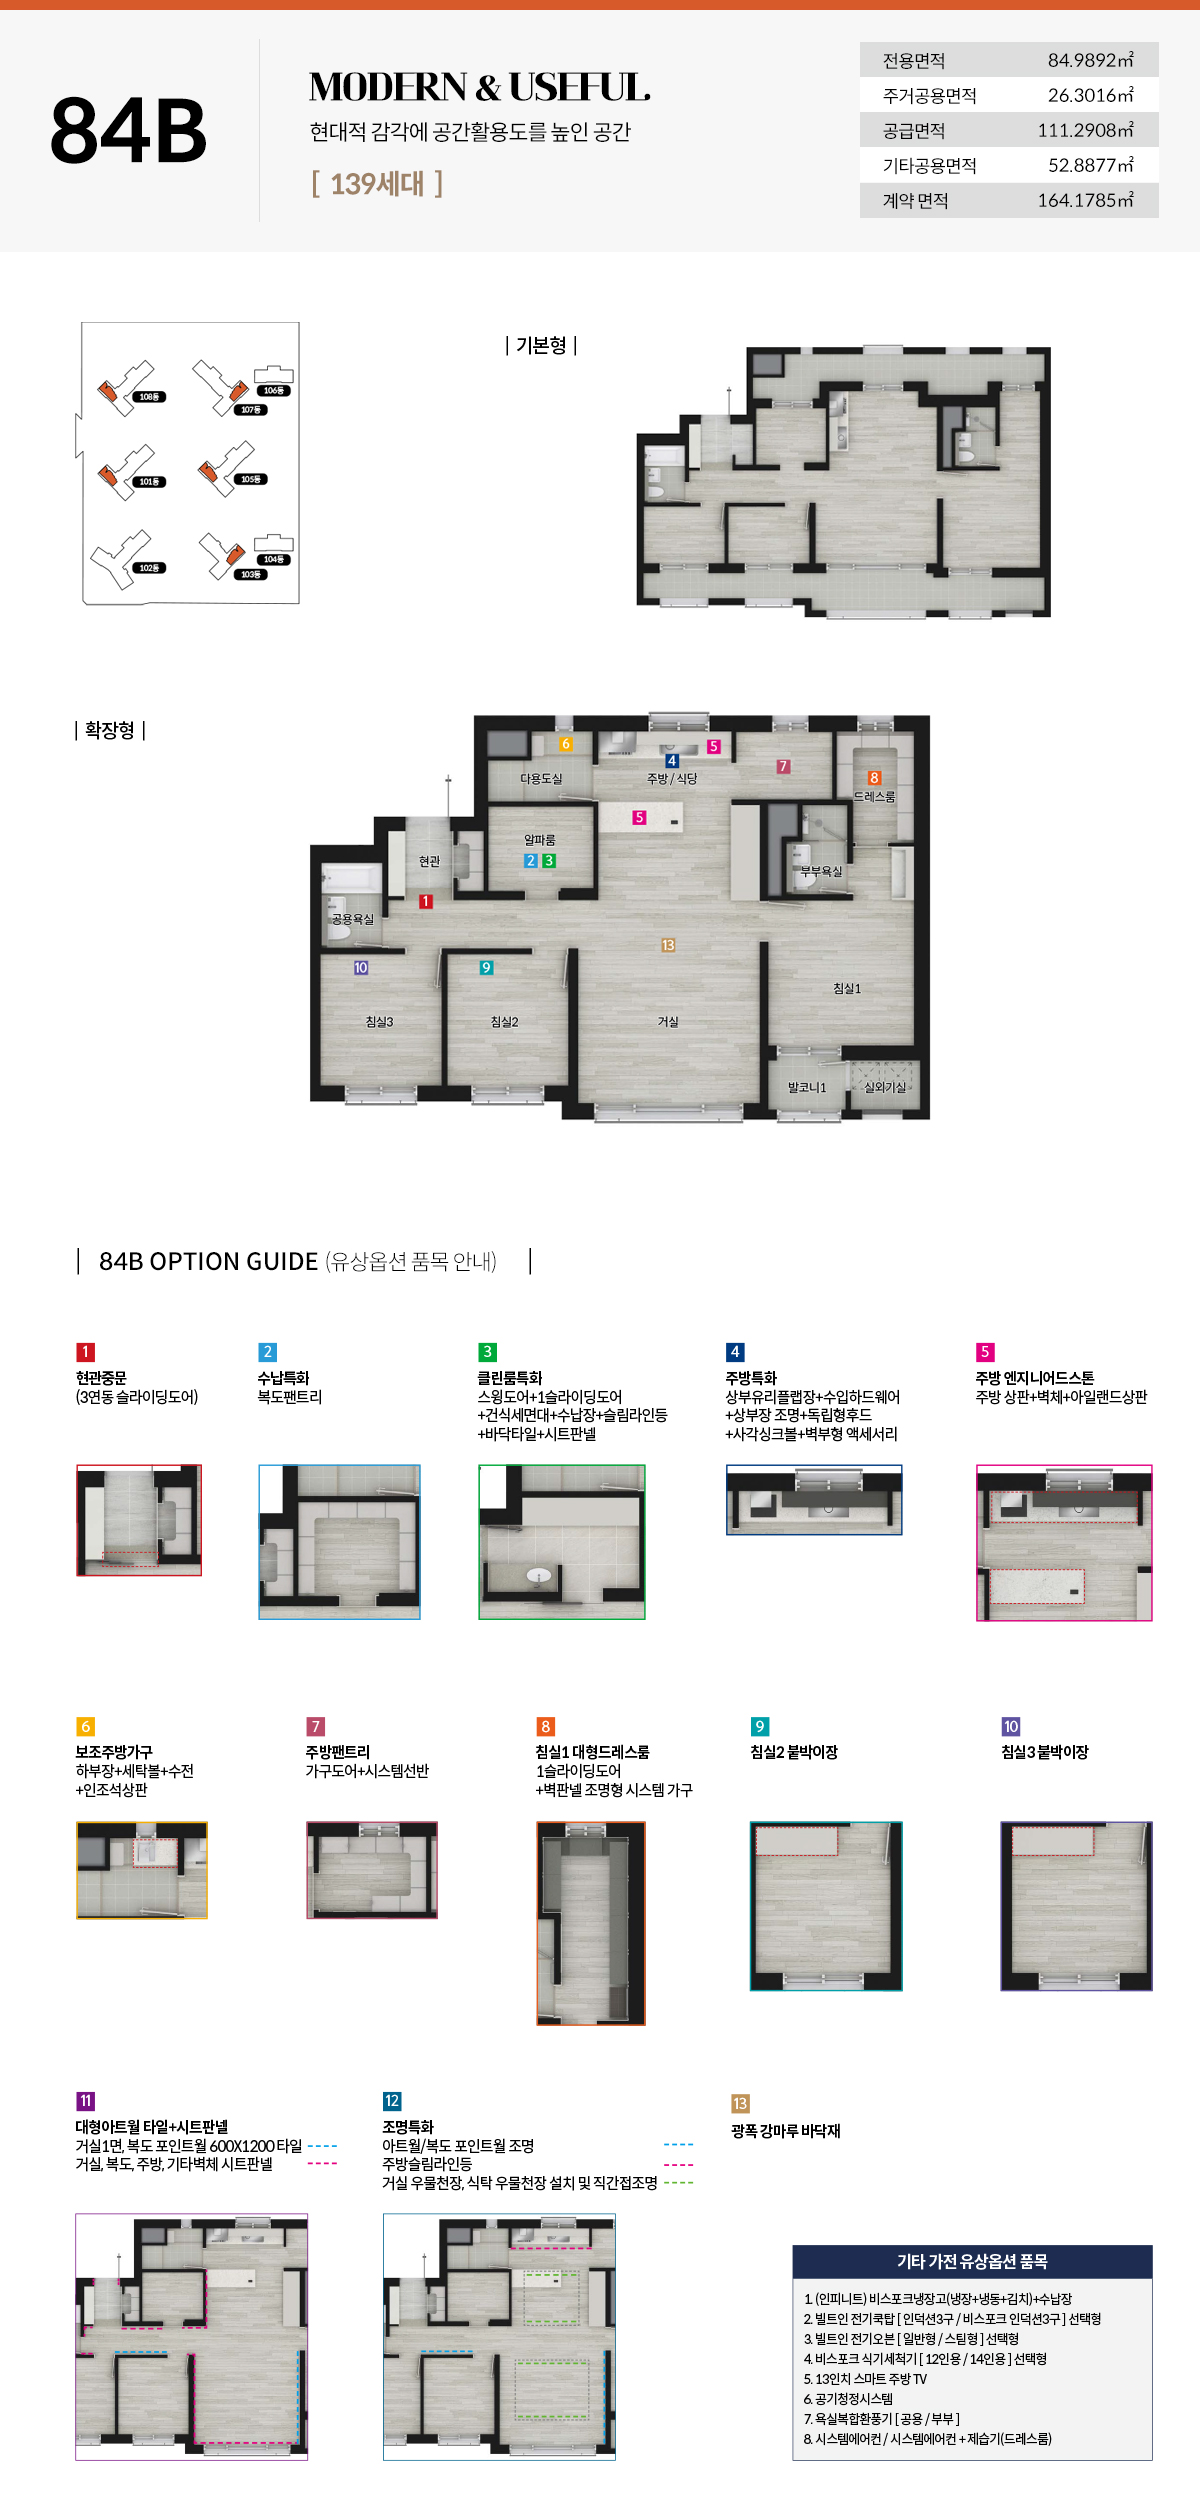 84B
MODERN & USEFUL.
현대적 감각에 공간활용도를 높인 공간
[ 139세대 ]
전용면적 84.9892㎡
주거공용면적 26.3016㎡
공급면적 111.2908㎡
기타공용면적 52.8877㎡
계약 면적 164.1785㎡
| 기본형 |
108동
106동
107동
101동
105동
102동
104동
103동
| 확장형 |
6
5
4
7
8
다용도실
주방 / 식당
드레스룸
5
알파룸
2 3
현관
부부욕실
1
공용욕실
13
10
9
침실1
침실3
침실2
거실
발코니1
실외기실
| 84B OPTION GUIDE (유상옵션 품목 안내) |
1
현관중문
(3연동 슬라이딩도어)
2
수납특화
복도팬트리
3
클린룸특화
스윙도어+1슬라이딩도어
+건식세면대+수납장+슬림라인등
+바닥타일+시트판넬
4
주방특화
상부유리플랩장+수입하드웨어
+상부장 조명+독립형후드
+사각싱크볼+벽부형 액세서리
5
주방 엔지니어드스톤
주방 상판+벽체+아일랜드상판
6
보조주방가구
하부장+세탁볼+수전
+인조석상판
7
주방팬트리
가구도어+시스템선반
8
침실1 대형드레스룸
1슬라이딩도어
+벽판넬 조명형 시스템 가구
9
침실2 붙박이장
10
침실3 붙박이장
11
대형아트월 타일+시트판넬
거실1면, 복도 포인트월 600X1200 타일
거실, 복도, 주방, 기타벽체 시트판넬
12
조명특화
아트월/복도 포인트월 조명
주방슬림라인등
거실 우물천장, 식탁 우물천장 설치 및 직간접조명
13
광폭 강마루 바닥재
기타 가전 유상옵션 품목
1. (인피니트) 비스포크냉장고(냉장+냉동+김치)+수납장
2. 빌트인 전기쿡탑 [ 인덕션3구 / 비스포크 인덕션3구 ] 선택형
3. 빌트인 전기오븐 [ 일반형 / 스팀형 ] 선택형
4. 비스포크 식기세척기 [ 12인용 / 14인용 ] 선택형
5. 13인치 스마트 주방 TV
6. 공기청정시스템
7. 욕실복합환풍기 [ 공용 / 부부 ]
8. 시스템에어컨 / 시스템에어컨 + 제습기(드레스룸)